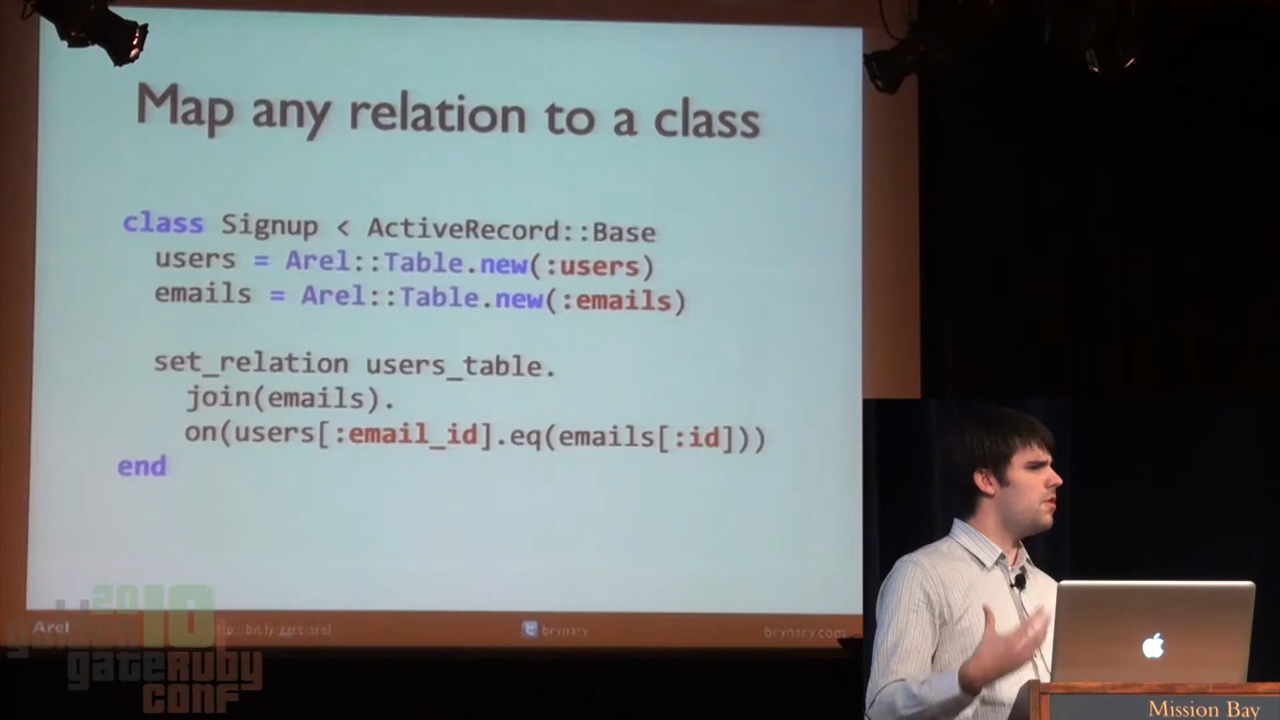 Map any relation to a class
class Signup < ActiveRecord::Base
users = Arel::Table.new(:users)
emails = Arel::Table.new(:emails)
set_relation users_table.
join(emails).
on(users[:email_id].eq(emails[:id]))
end
Arel
brynary
brynary.com
2010
golden
gateRuby
CONF
Mission Bay